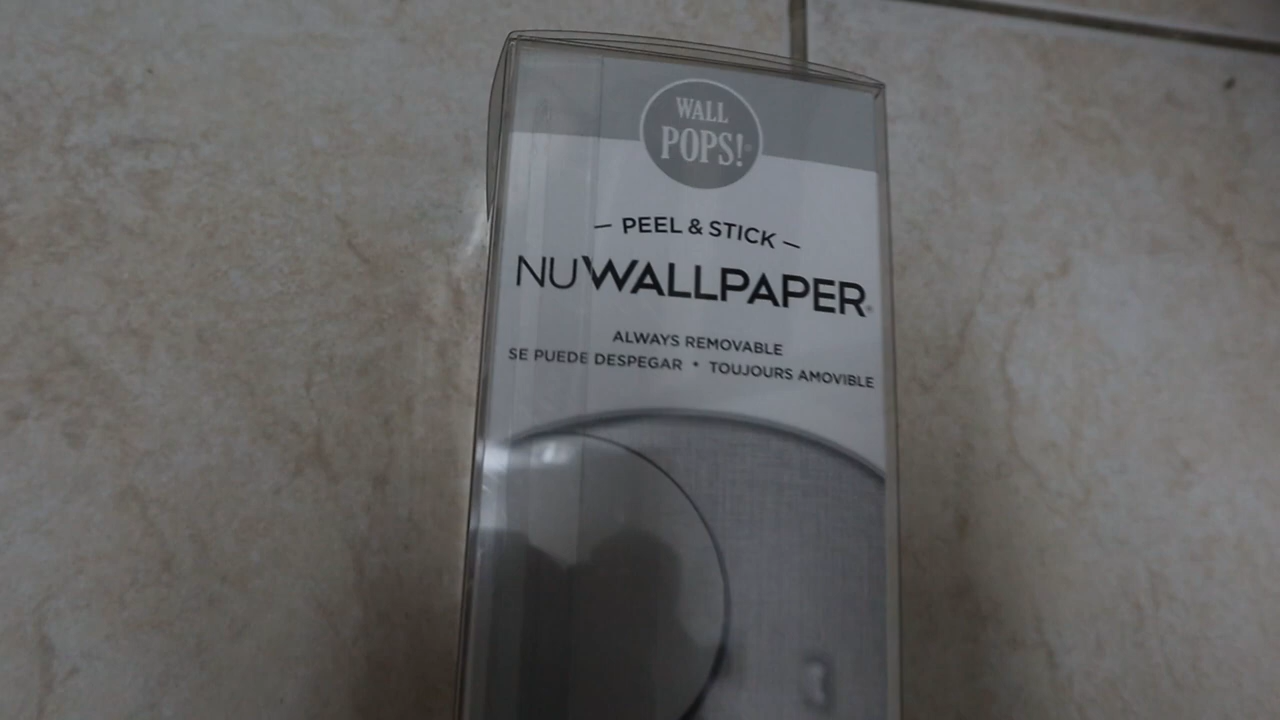 WALL
POPS!®
— PEEL & STICK —
NUWALLPAPER®
ALWAYS REMOVABLE
SE PUEDE DESPEGAR • TOUJOURS AMOVIBLE